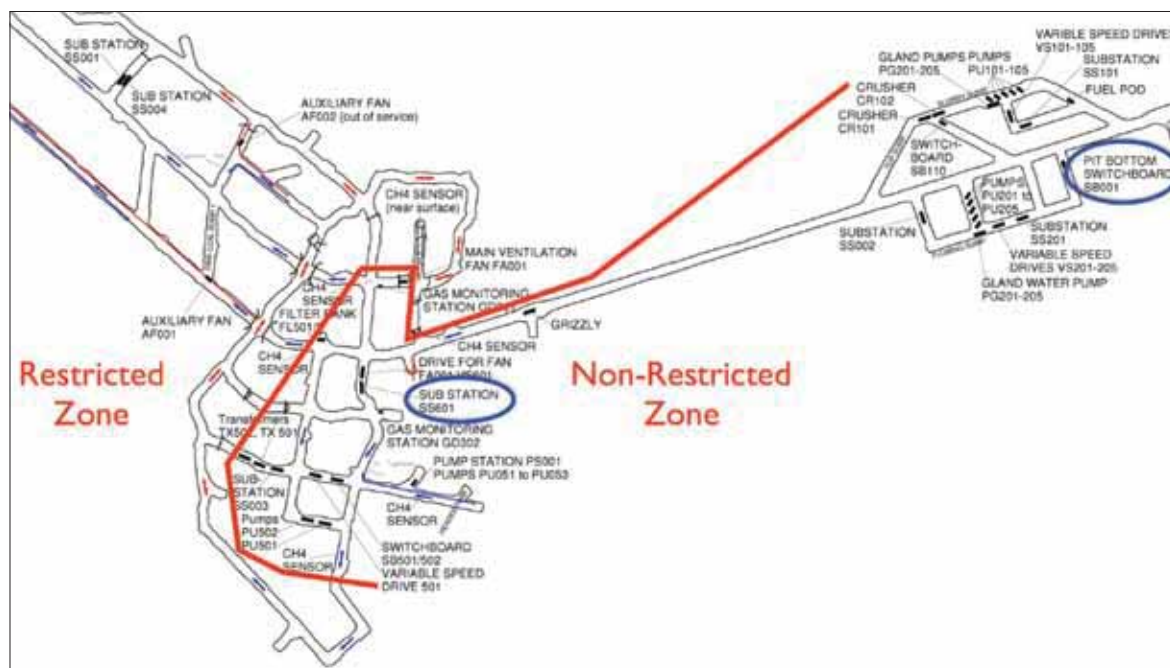 SUB STATION
SS001
SUB STATION
SS004
AUXILIARY FAN
AF002 (out of service)
CH4 SENSOR
(near surface)
MAIN VENTILATION
FAN FA001
CH4
SENSOR
FILTER BANK
FL501/
GAS MONITORING
STATION
AUXILIARY FAN
AF001
CH4
SENSOR
CH4 SENSOR
GRIZZLY
DRIVE FOR FAN
SUB STATION
SS601
Restricted
Zone
Non-Restricted
Zone
Transformers
TX 501
GAS MONITORING
STATION GD302
PUMP STATION PS001
PUMPS PU051 to PU053
SUB-
STATION
SS003
Pumps
PU502
PU501
CH4
SENSOR
CH4
SENSOR
SWITCHBOARD
SB501/502
VARIABLE SPEED
DRIVE 501
VARIBLE SPEED DRIVES
VS101-105
GLAND PUMPS
PG201-205
PUMPS
PU101-105
SUBSTATION
SS101
FUEL POD
CRUSHER
CR102
CRUSHER
CR101
SWITCH-
BOARD
SB110
PIT BOTTOM
SWITCHBOARD
SB001
PUMPS
PU201 to
PU205
SUBSTATION
SS002
SUBSTATION
SS201
VARIABLE SPEED
DRIVES VS201-205
GLAND WATER PUMP
PG201-205